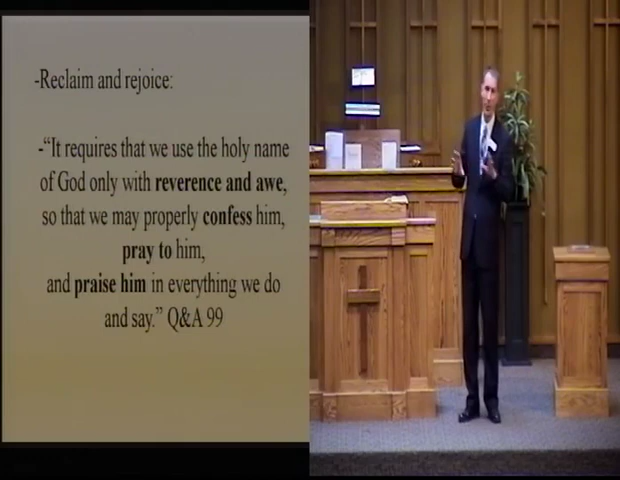 -Reclaim and rejoice:
-“It requires that we use the holy name
of God only with reverence and awe,
so that we may properly confess him,
pray to him,
and praise him in everything we do
and say.” Q&A 99